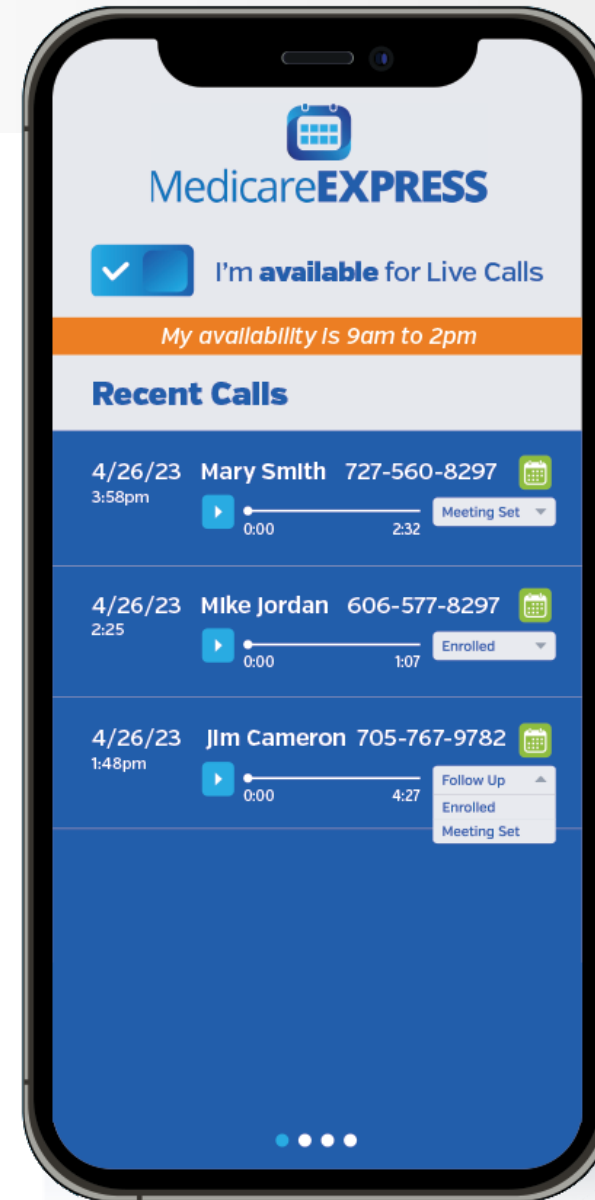 MedicareEXPRESS
I'm available for Live Calls
My availability is 9am to 2pm
Recent Calls
4/26/23 Mary Smith 727-560-8297
3:58pm
Meeting Set
0:00 2:32
4/26/23 Mike Jordan 606-577-8297
2:25
Enrolled
0:00 1:07
4/26/23 Jim Cameron 705-767-9782
1:48pm
Follow Up
0:00 4:27
Enrolled
Meeting Set